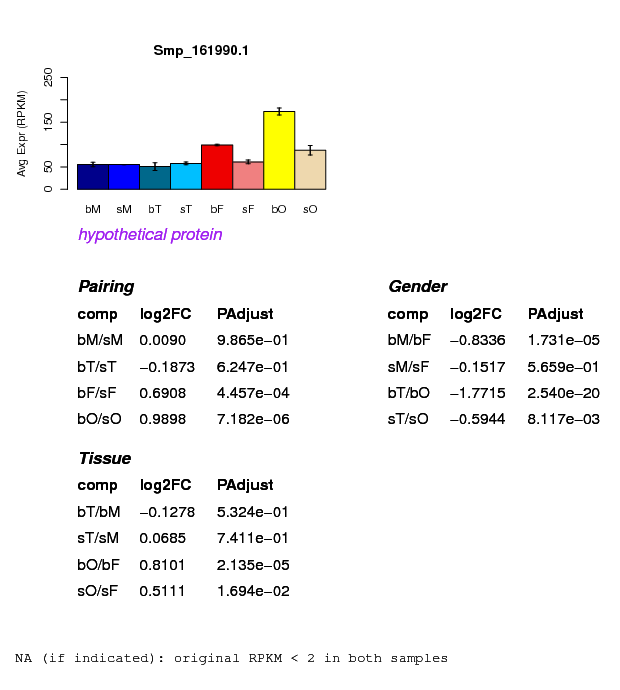 Smp_161990.1
Avg Expr (RPKM)
0 50 150 250
bM sM bT sT bF sF bO sO
hypothetical protein
Pairing
comp log2FC PAdjust
bM/sM 0.0090 9.865e−01
bT/sT −0.1873 6.247e−01
bF/sF 0.6908 4.457e−04
bO/sO 0.9898 7.182e−06
Gender
comp log2FC PAdjust
bM/bF −0.8336 1.731e−05
sM/sF −0.1517 5.659e−01
bT/bO −1.7715 2.540e−20
sT/sO −0.5944 8.117e−03
Tissue
comp log2FC PAdjust
bT/bM −0.1278 5.324e−01
sT/sM 0.0685 7.411e−01
bO/bF 0.8101 2.135e−05
sO/sF 0.5111 1.694e−02
NA (if indicated): original RPKM < 2 in both samples